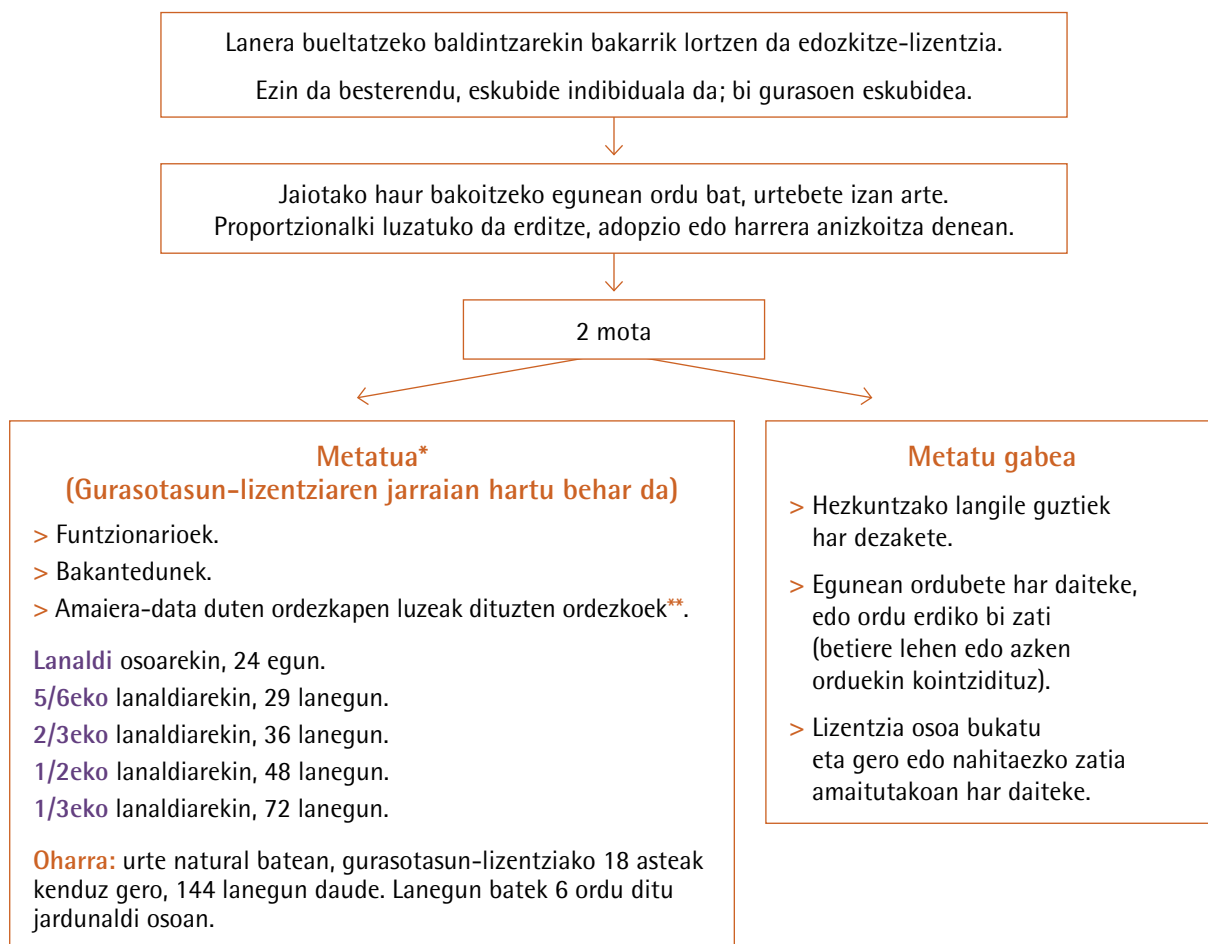 Lanera bueltatzeko baldintzarekin bakarrik lortzen da edozkitze-lizentzia.
Ezin da besterendu, eskubide indibiduala da; bi gurasoen eskubidea.
Jaiotako haur bakoitzeko egunean ordu bat, urtebete izan arte.
Proportzionalki luzatuko da erditze, adopzio edo harrera anizkoitza denean.
2 mota
Metatua*
(Gurasotasun-lizentziaren jarraian hartu behar da)
> Funtzionarioek.
> Bakantedunek.
> Amaiera-data duten ordezkapen luzeak dituzten ordezkoek**.
Lanaldi osoarekin, 24 egun.
5/6eko lanaldiarekin, 29 lanegun.
2/3eko lanaldiarekin, 36 lanegun.
1/2eko lanaldiarekin, 48 lanegun.
1/3eko lanaldiarekin, 72 lanegun.
Oharra: urte natural batean, gurasotasun-lizentziako 18 asteak
kenduz gero, 144 lanegun daude. Lanegun batek 6 ordu ditu
jardunaldi osoan.
Metatu gabea
> Hezkuntzako langile guztiek
har dezakete.
> Egunean ordubete har daiteke,
edo ordu erdiko bi zati
(betiere lehen edo azken
orduekin kointzidituz).
> Lizentzia osoa bukatu
eta gero edo nahitaezko zatia
amaitutakoan har daiteke.